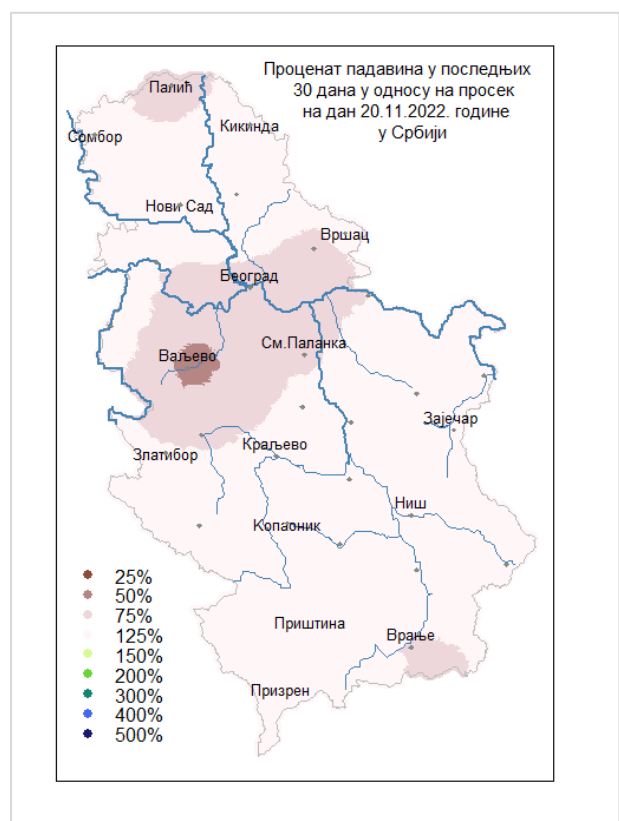 Проценат падавина у последњих
30 дана у односу на просек
на дан 20.11.2022. године
у Србији
Палић
Сомбор
Кикинда
Нови Сад
Вршац
Београд
См.Паланка
Ваљево
Зајечар
Златибор
Краљево
Ниш
Копаоник
Приштина
Врање
Призрен
25%
50%
75%
125%
150%
200%
300%
400%
500%